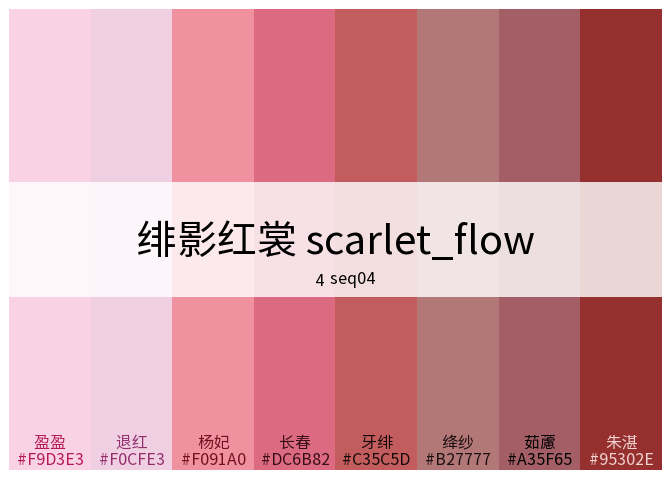 绯影红裳 scarlet_flow
4 seq04
盈盈 退红 杨妃 长春 牙绯 绛纱 茹藘 朱湛
#F9D3E3 #F0CFE3 #F091A0 #DC6B82 #C35C5D #B27777 #A35F65 #95302E